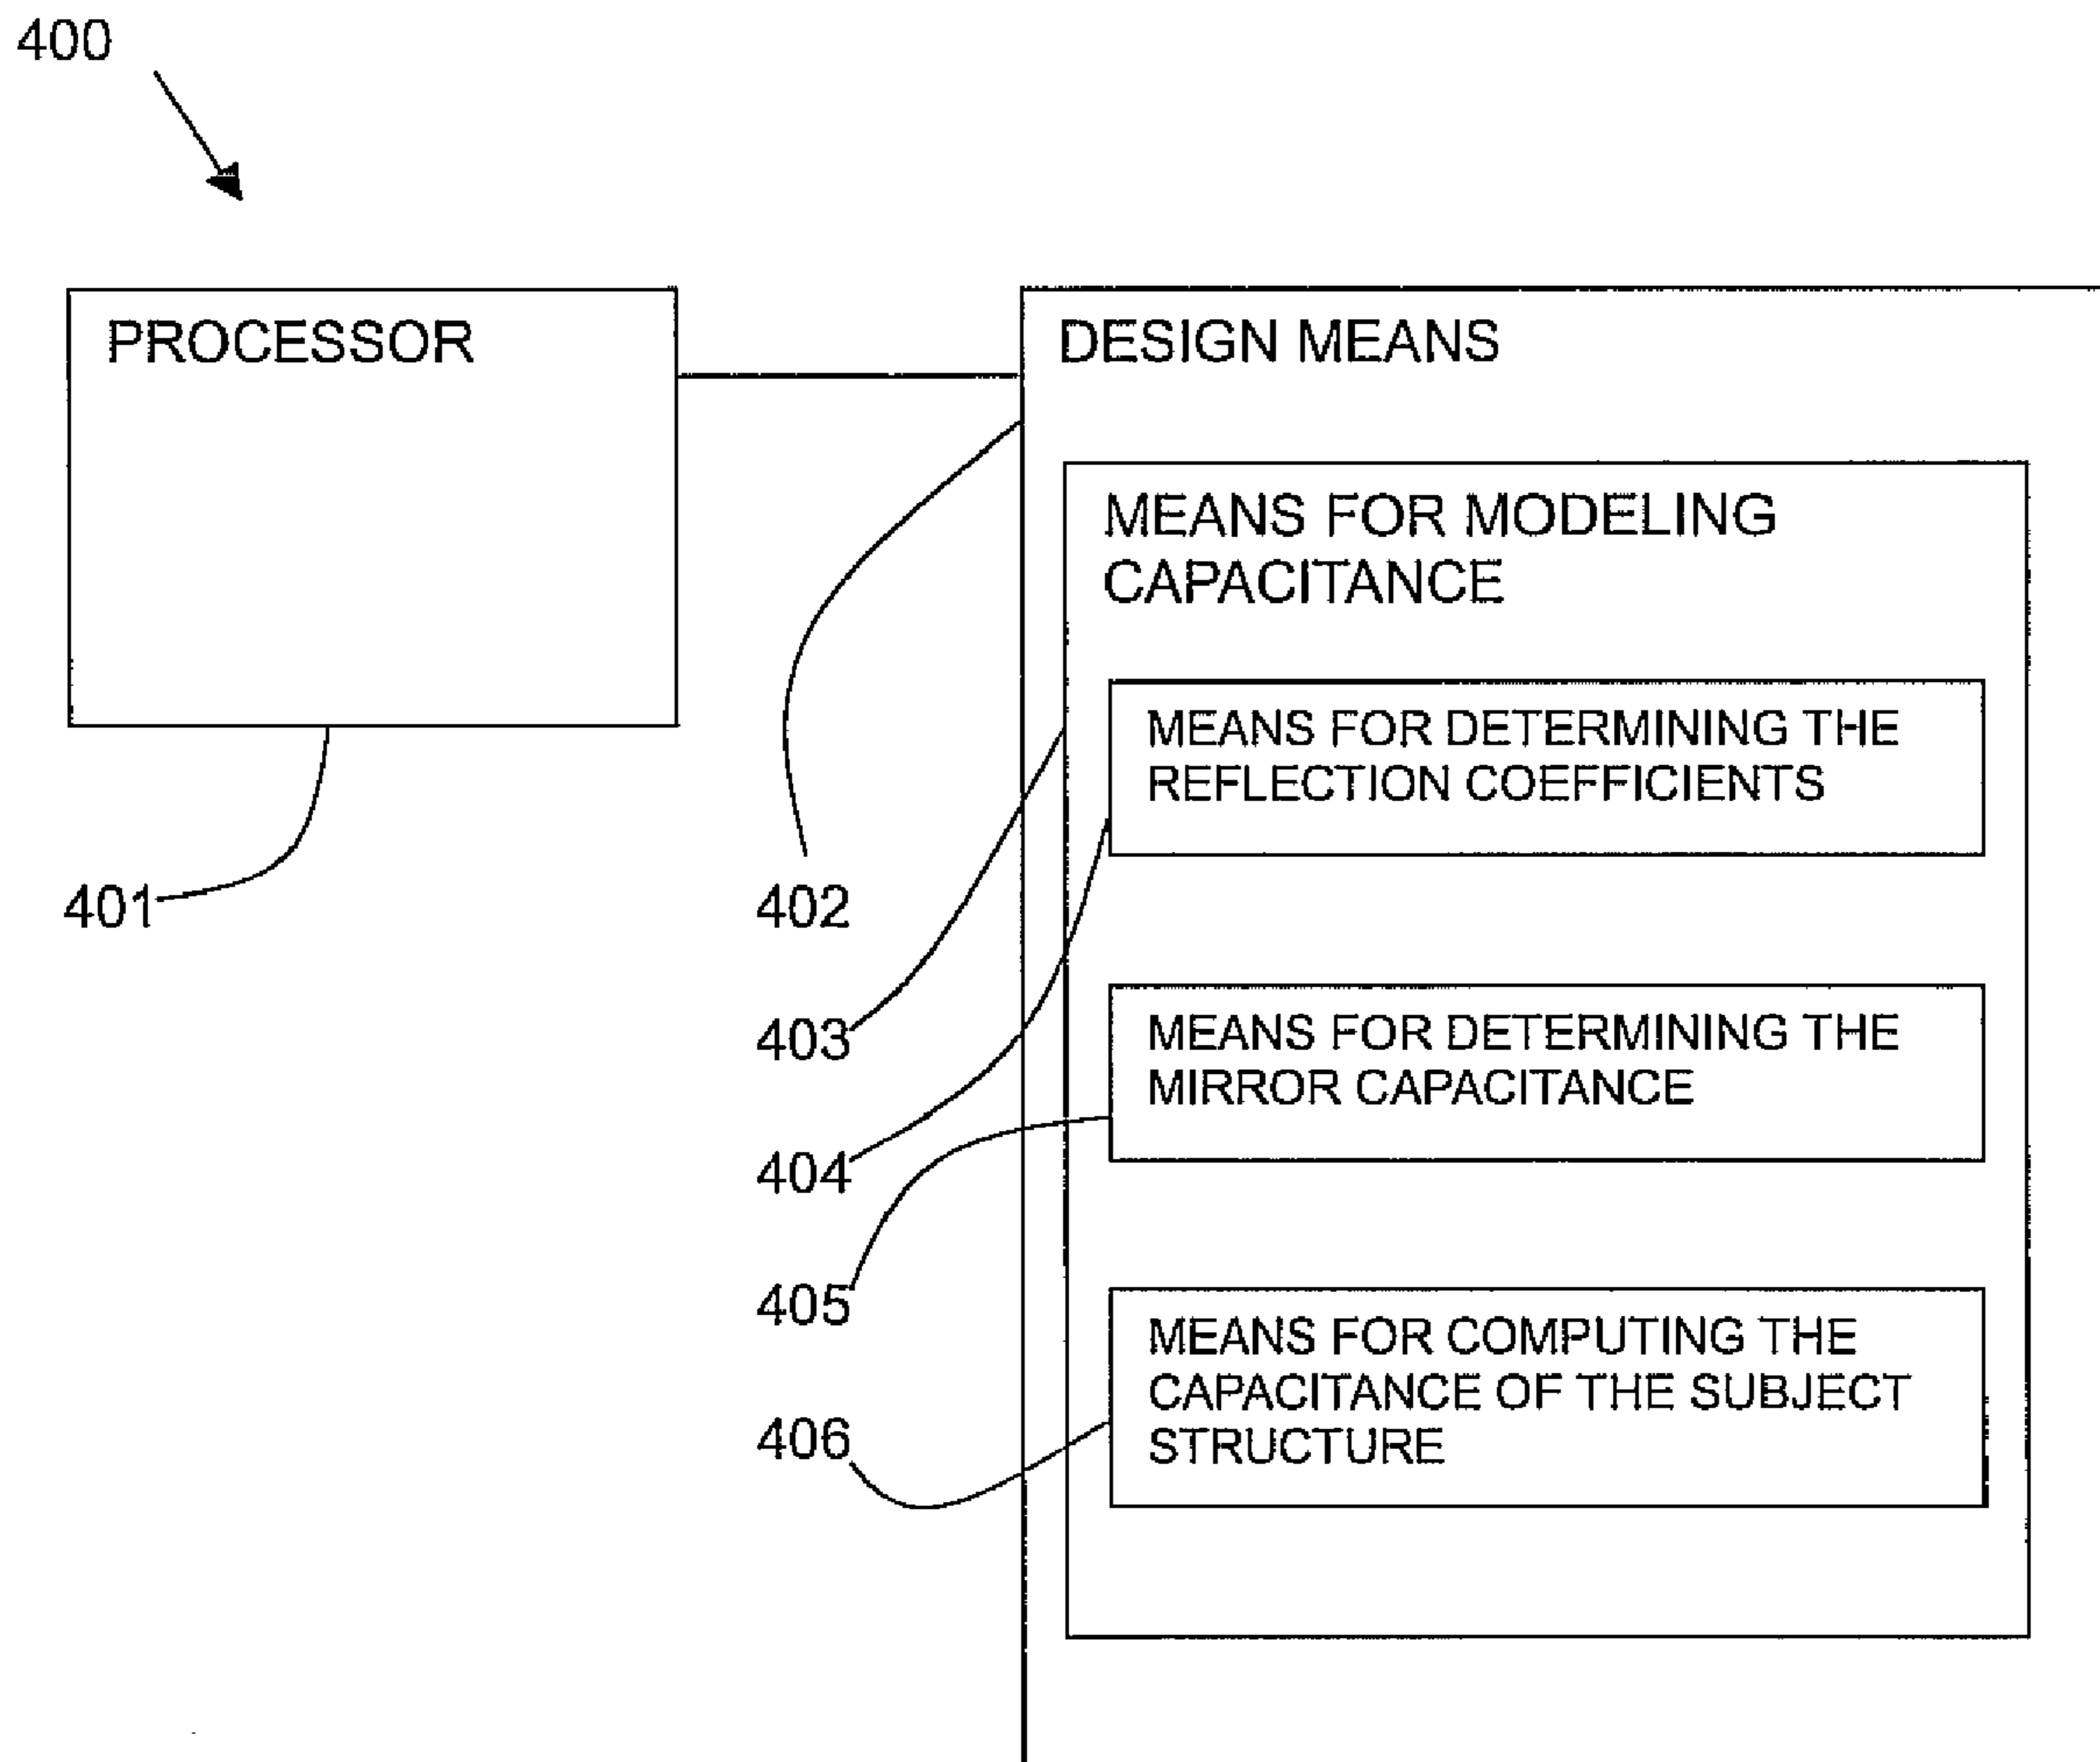 400
PROCESSOR
DESIGN MEANS
MEANS FOR MODELING
CAPACITANCE
MEANS FOR DETERMINING THE
REFLECTION COEFFICIENTS
401
402
MEANS FOR DETERMINING THE
MIRROR CAPACITANCE
403
404
405
MEANS FOR COMPUTING THE
CAPACITANCE OF THE SUBJECT
STRUCTURE
406